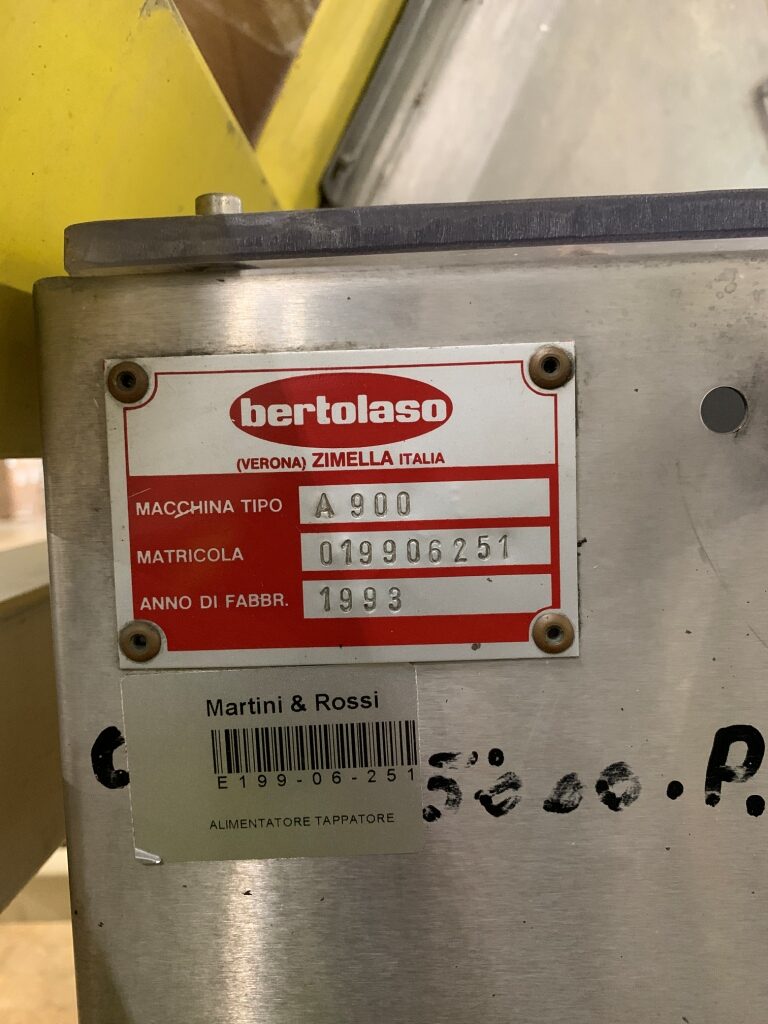 bertolaso
(VERONA) ZIMELLA ITALIA
MACCHINA TIPO A 900
MATRICOLA 019906251
ANNO DI FABBR. 1993
Martini & Rossi
E199-06-251
ALIMENTATORE TAPPATORE